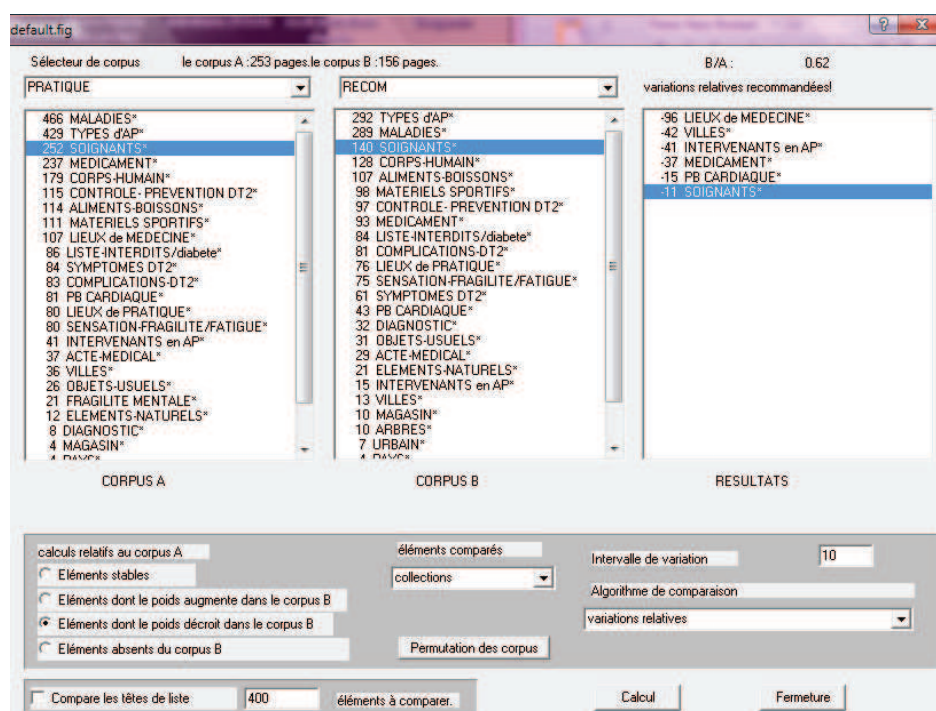 default.fig
Sélecteur de corpus le corpus A :253 pages.le corpus B :156 pages. B/A : 0.62
PRATIQUE
RECOM
variations relatives recommandées!
466 MALADIES*
429 TYPES d'AP*
252 SOIGNANTS*
237 MEDICAMENT*
179 CORPS-HUMAIN*
115 CONTROLE- PREVENTION DT2*
114 ALIMENTS-BOISSONS*
111 MATERIELS SPORTIFS*
107 LIEUX de MEDECINE*
86 LISTE-INTERDITS/diabete*
84 SYMPTOMES DT2*
83 COMPLICATIONS-DT2*
81 PB CARDIAQUE*
80 LIEUX de PRATIQUE*
80 SENSATION-FRAGILITE/FATIGUE*
41 INTERVENANTS en AP*
37 ACTE-MEDICAL*
36 VILLES*
26 OBJETS-USUELS*
21 FRAGILITE MENTALE*
12 ELEMENTS-NATURELS*
8 DIAGNOSTIC*
4 MAGASIN*
4 PAYS*
292 TYPES d'AP*
289 MALADIES*
140 SOIGNANTS*
128 CORPS-HUMAIN*
107 ALIMENTS-BOISSONS*
98 MATERIELS SPORTIFS*
97 CONTROLE- PREVENTION DT2*
93 MEDICAMENT*
84 LISTE-INTERDITS/diabete*
81 COMPLICATIONS-DT2*
76 LIEUX de PRATIQUE*
75 SENSATION-FRAGILITE/FATIGUE*
61 SYMPTOMES DT2*
43 PB CARDIAQUE*
32 DIAGNOSTIC*
31 OBJETS-USUELS*
29 ACTE-MEDICAL*
21 ELEMENTS-NATURELS*
15 INTERVENANTS en AP*
13 VILLES*
10 MAGASIN*
10 ARBRES*
7 URBAIN*
4 PAYS*
-96 LIEUX de MEDECINE*
-42 VILLES*
-41 INTERVENANTS en AP*
-37 MEDICAMENT*
-15 PB CARDIAQUE*
-11 SOIGNANTS*
CORPUS A
CORPUS B
RESULTATS
calculs relatifs au corpus A
Eléments stables
Eléments dont le poids augmente dans le corpus B
Eléments dont le poids décroit dans le corpus B
Eléments absents du corpus B
éléments comparés
collections
Permutation des corpus
Intervalle de variation 10
Algorithme de comparaison
variations relatives
Compare les têtes de liste 400 éléments à comparer.
Calcul
Fermeture